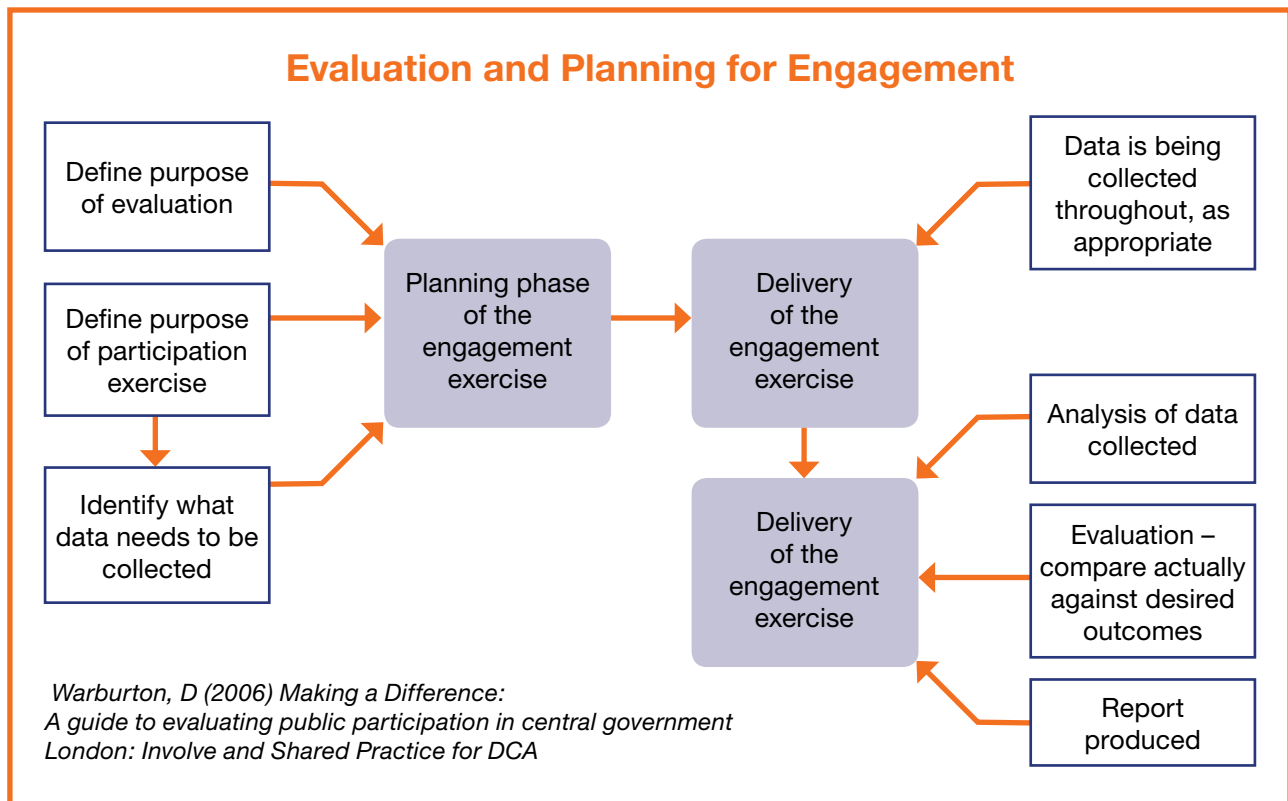 Evaluation and Planning for Engagement
Define purpose
of evaluation
Define purpose
of participation
exercise
Identify what
data needs to be
collected
Planning phase
of the
engagement
exercise
Delivery
of the
engagement
exercise
Delivery
of the
engagement
exercise
Data is being
collected
throughout, as
appropriate
Analysis of data
collected
Evaluation –
compare actually
against desired
outcomes
Report
produced
Warburton, D (2006) Making a Difference:
A guide to evaluating public participation in central government
London: Involve and Shared Practice for DCA